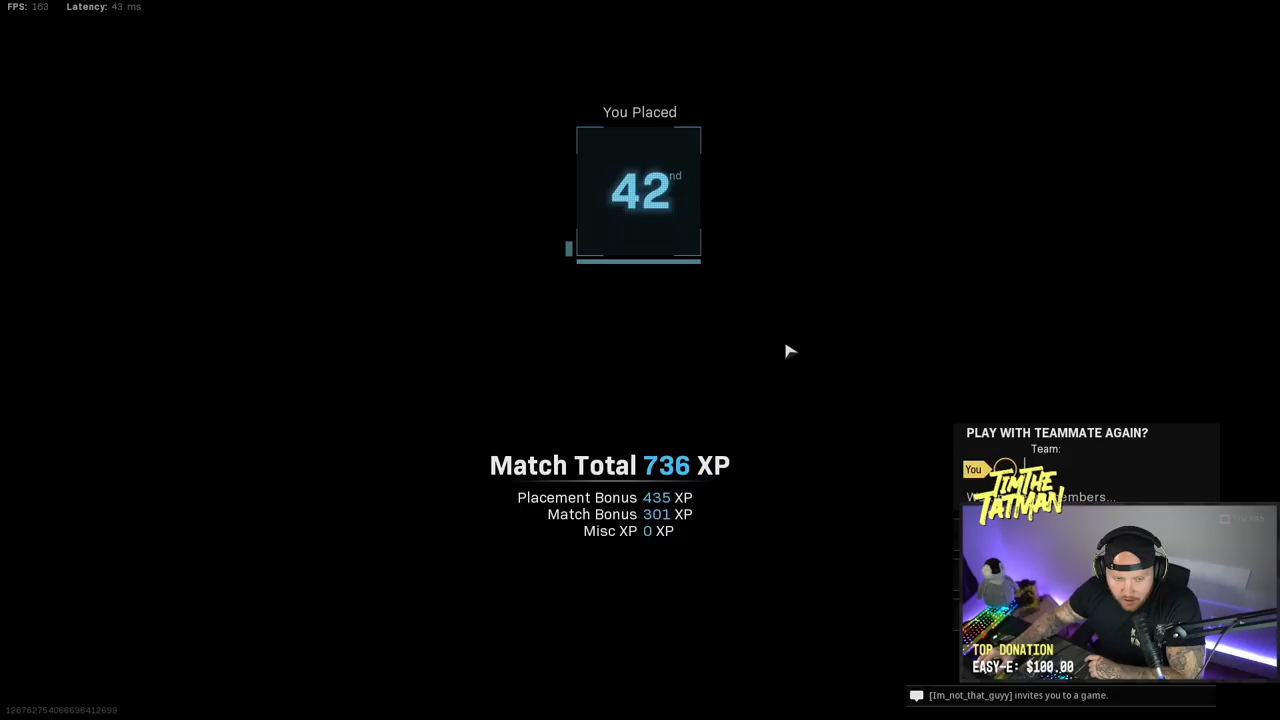 FPS: 163 Latency: 43 ms
You Placed
42nd
Match Total 736 XP
Placement Bonus 435 XP
Match Bonus 301 XP
Misc XP 0 XP
PLAY WITH TEAMMATE AGAIN?
Team:
You
TIMTHE
TATMAN
TOP DONATION
EASY-E: $100.00
[Im_not_that_guyy] invites you to a game.